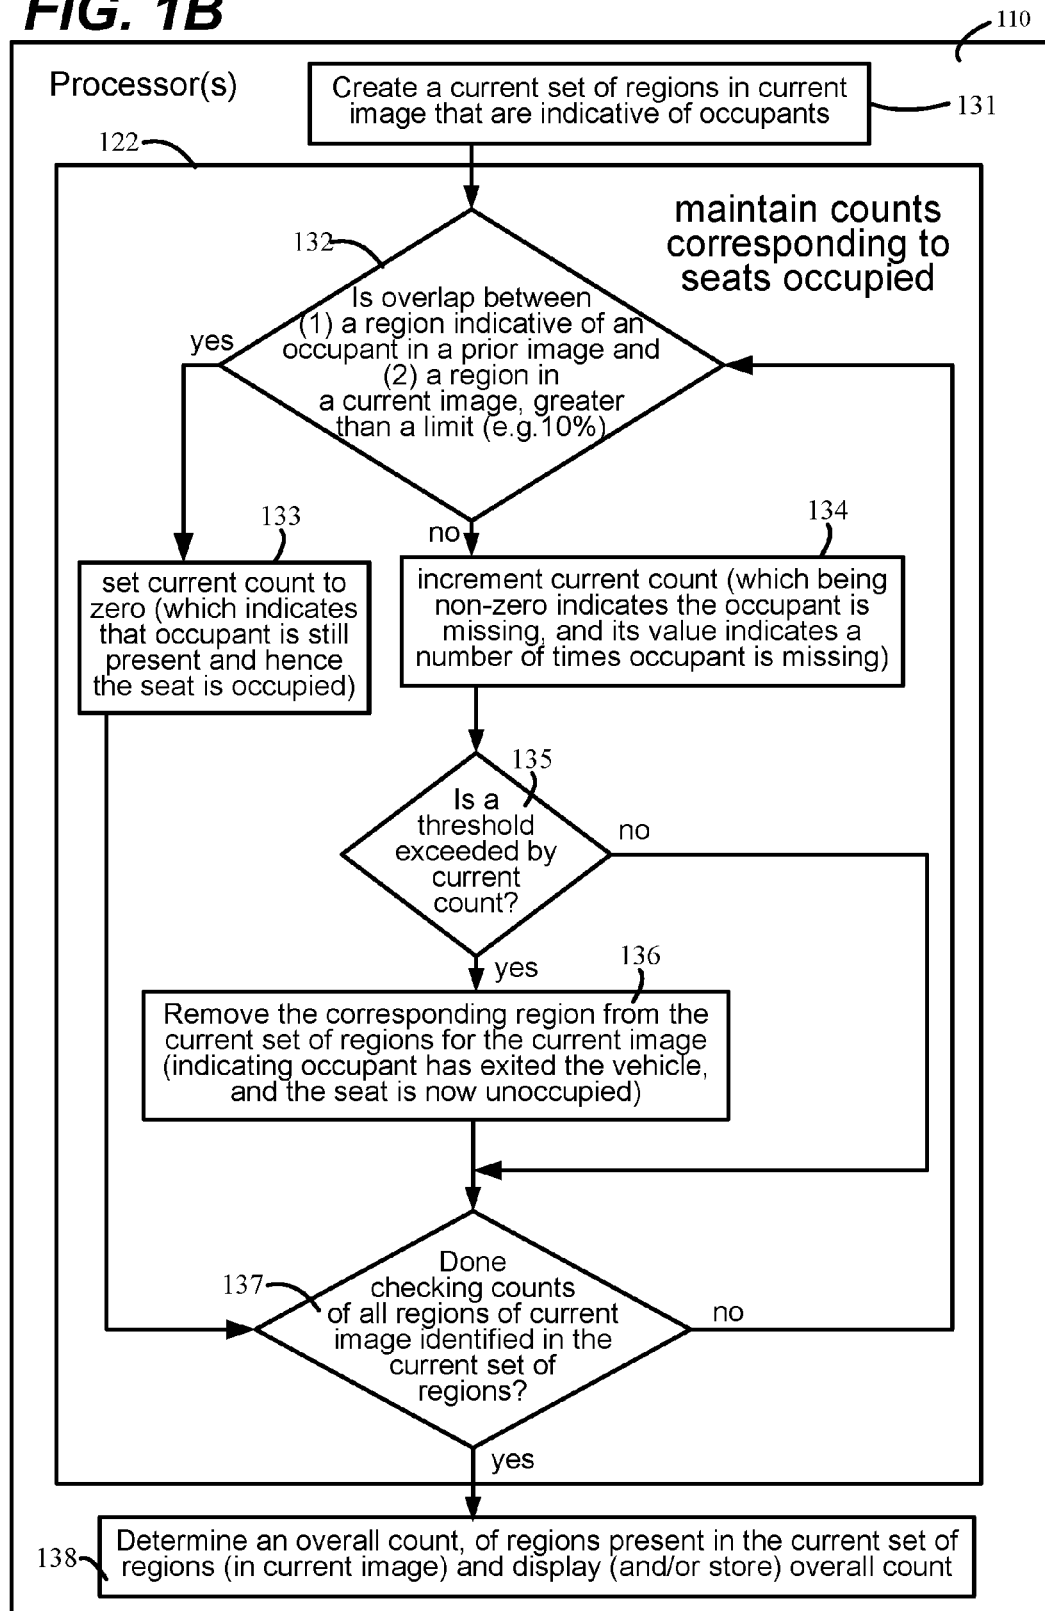 FIG. 1B
110
Processor(s)
Create a current set of regions in current
image that are indicative of occupants
131
122
maintain counts
corresponding to
seats occupied
132
Is overlap between
(1) a region indicative of an
occupant in a prior image and
(2) a region in
a current image, greater
than a limit (e.g.10%)
yes
no
133
set current count to
zero (which indicates
that occupant is still
present and hence
the seat is occupied)
134
increment current count (which being
non-zero indicates the occupant is
missing, and its value indicates a
number of times occupant is missing)
135
Is a
threshold
exceeded by
current
count?
no
yes
136
Remove the corresponding region from the
current set of regions for the current image
(indicating occupant has exited the vehicle,
and the seat is now unoccupied)
137
Done
checking counts
of all regions of current
image identified in the
current set of
regions?
no
yes
138
Determine an overall count, of regions present in the current set of
regions (in current image) and display (and/or store) overall count